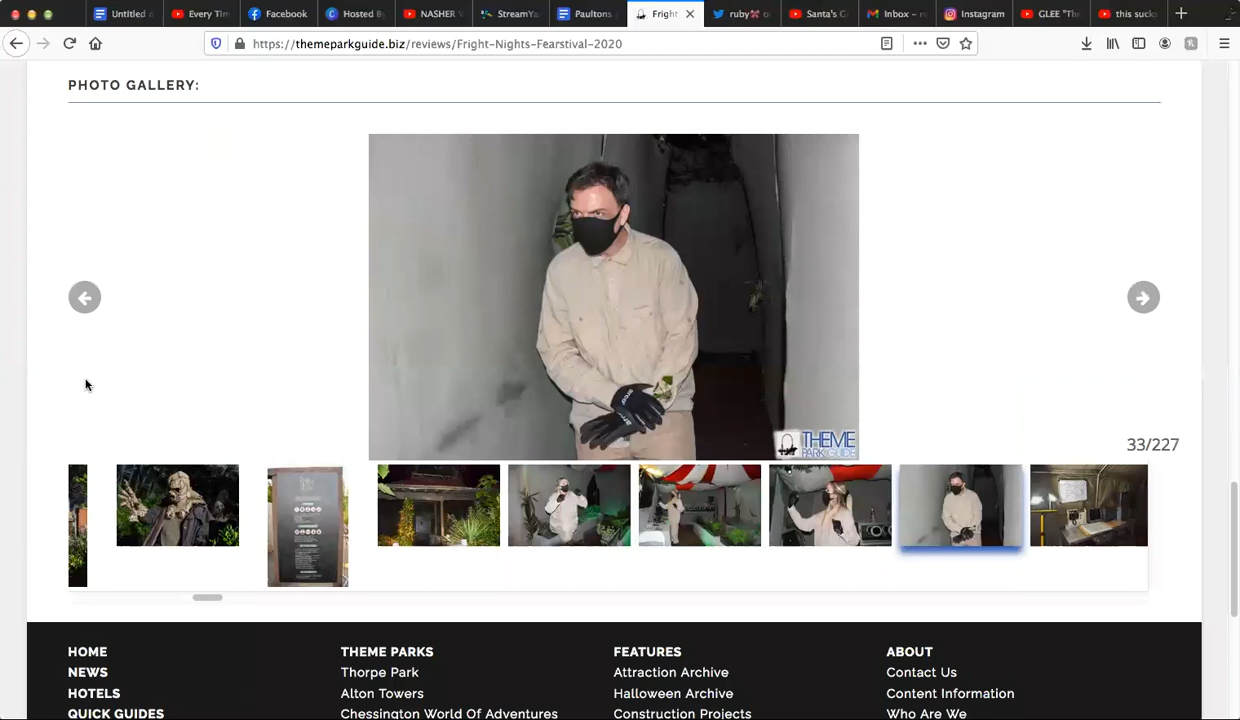 Untitled
Every Tim
Facebook
Hosted B
NASHER
StreamYa
Paultons
Fright
ruby
Santa's G
Inbox –
Instagram
GLEE "The
this sucks
https://themeparkguide.biz/reviews/Fright-Nights-Fearstival-2020
PHOTO GALLERY:
THEME
PARK GUIDE
33/227
HOME
THEME PARKS
FEATURES
ABOUT
NEWS
Thorpe Park
Attraction Archive
Contact Us
HOTELS
Alton Towers
Halloween Archive
Content Information
QUICK GUIDES
Chessington World Of Adventures
Construction Projects
Who Are We